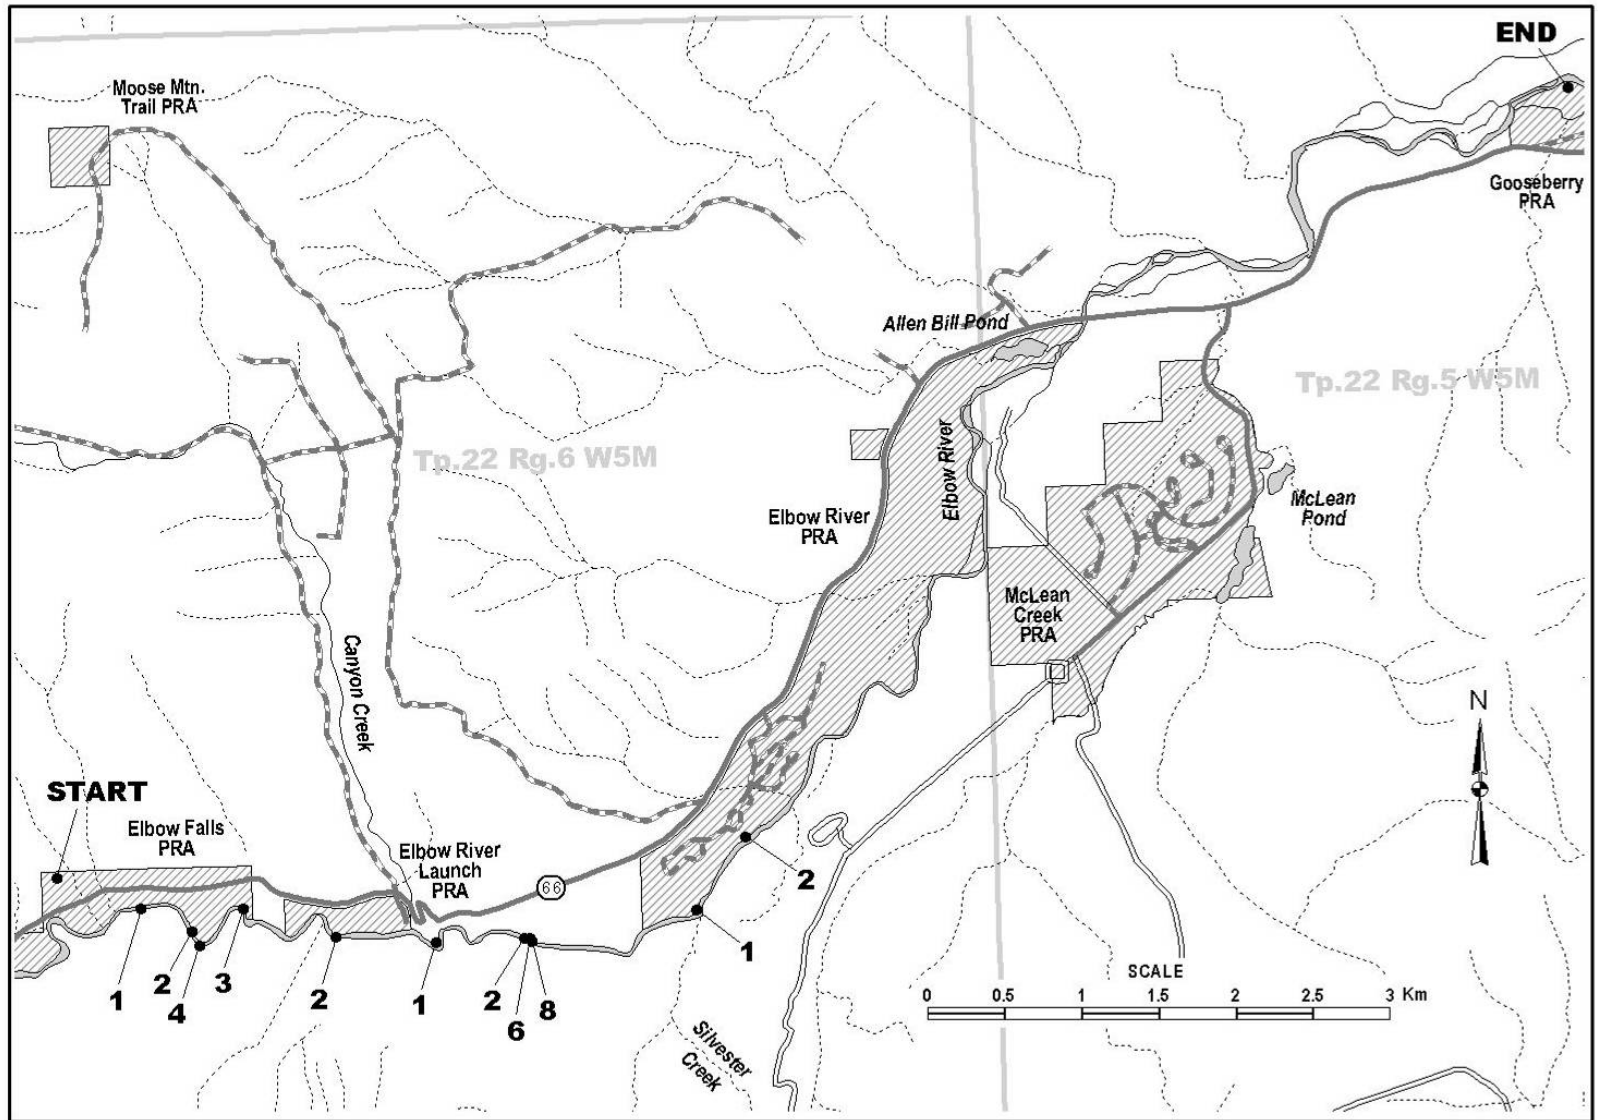 END
Moose Mtn.
Trail PRA
Gooseberry
PRA
Allen Bill Pond
Tp.22 Rg.5 W5M
Tp.22 Rg.6 W5M
Elbow River
McLean
Pond
Elbow River
PRA
McLean
Creek
PRA
Canyon Creek
N
START
Elbow Falls
PRA
Elbow River
Launch
PRA
66
2
1
2
4
3
2
1
2
6
8
1
Silvester
Creek
SCALE
0 0.5 1 1.5 2 2.5 3 Km